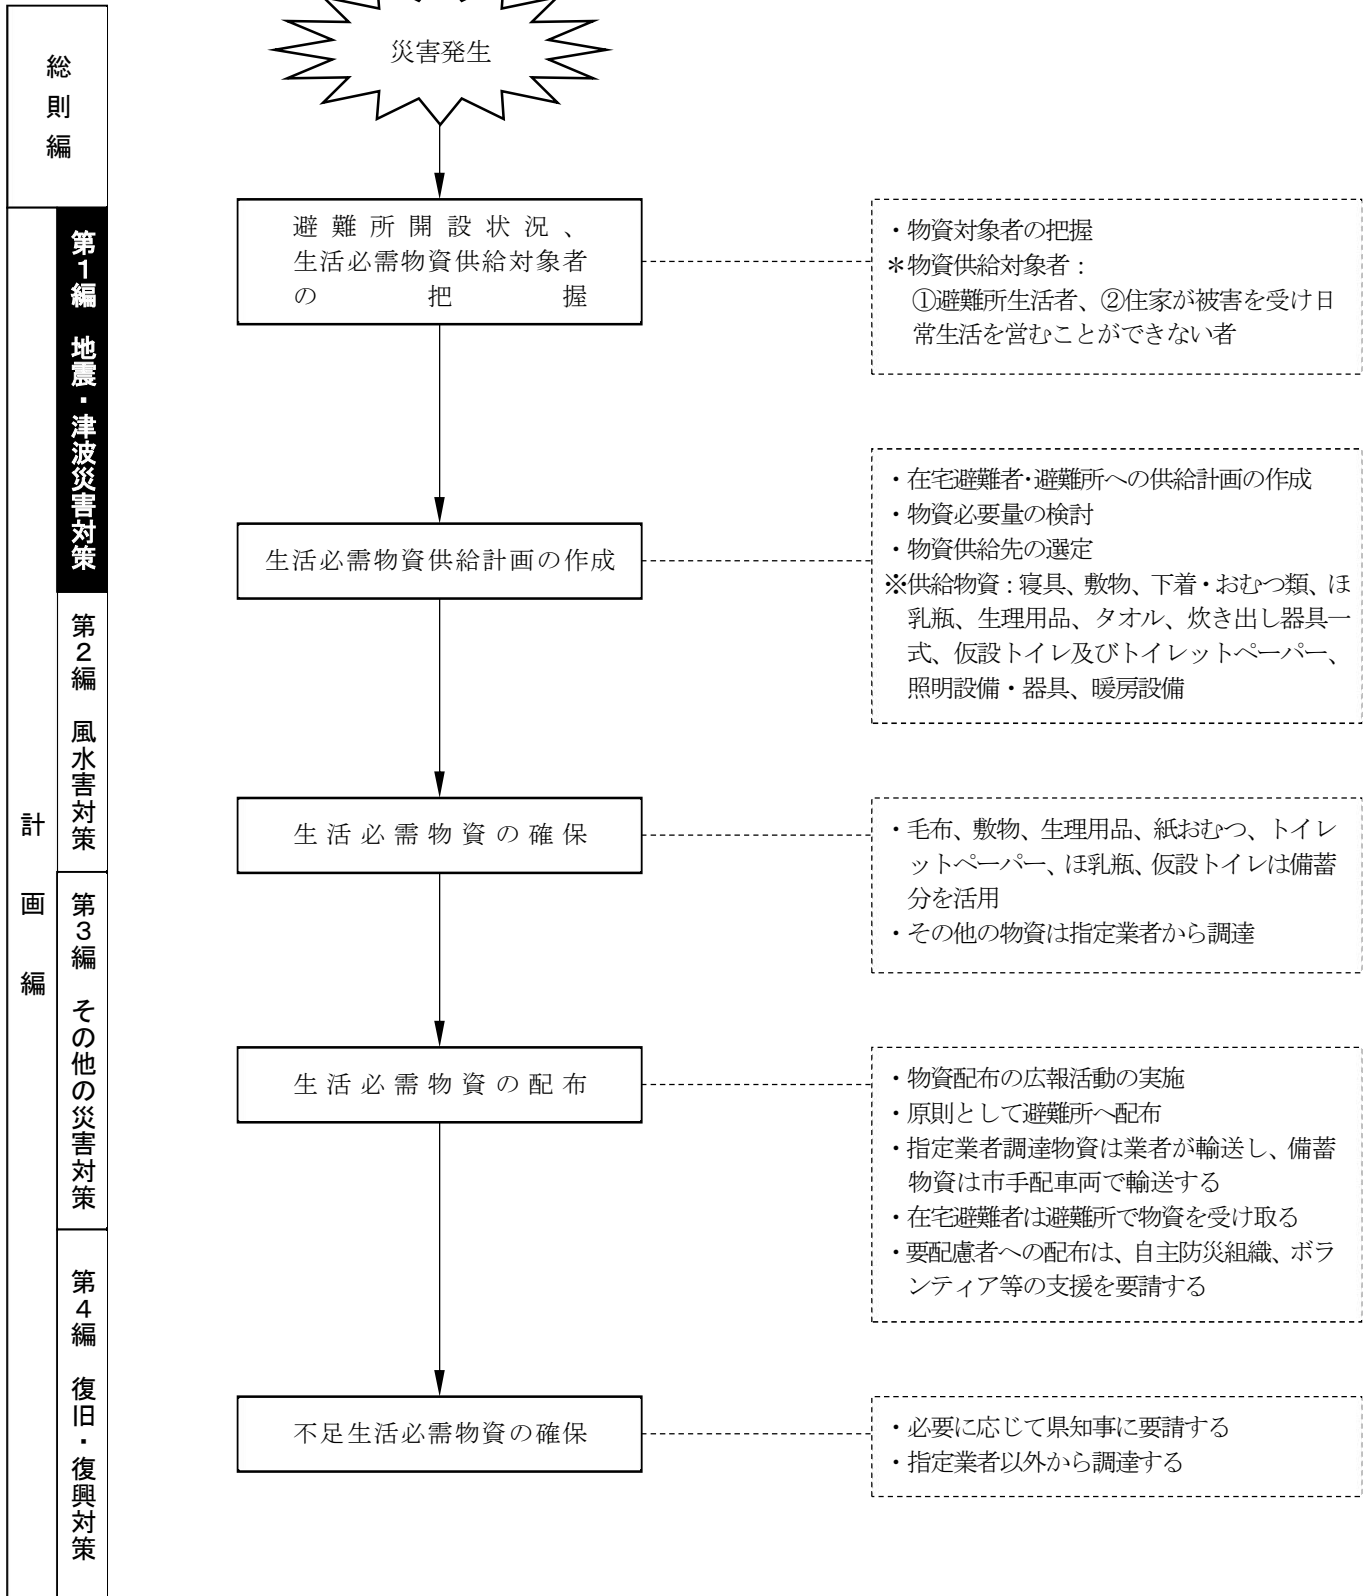 総則編
計画編
第1編 地震・津波災害対策
第2編 風水害対策
第3編 その他の災害対策
第4編 復旧・復興対策
災害発生
避難所開設状況、
生活必需物資供給対象者
の把握
・物資対象者の把握
＊物資供給対象者：
①避難所生活者、②住家が被害を受け日
常生活を営むことができない者
生活必需物資供給計画の作成
・在宅避難者・避難所への供給計画の作成
・物資必要量の検討
・物資供給先の選定
※供給物資：寝具、敷物、下着・おむつ類、ほ
乳瓶、生理用品、タオル、炊き出し器具一
式、仮設トイレ及びトイレットペーパー、
照明設備・器具、暖房設備
生活必需物資の確保
・毛布、敷物、生理用品、紙おむつ、トイレ
ットペーパー、ほ乳瓶、仮設トイレは備蓄
分を活用
・その他の物資は指定業者から調達
生活必需物資の配布
・物資配布の広報活動の実施
・原則として避難所へ配布
・指定業者調達物資は業者が輸送し、備蓄
物資は市手配車両で輸送する
・在宅避難者は避難所で物資を受け取る
・要配慮者への配布は、自主防災組織、ボラ
ンティア等の支援を要請する
不足生活必需物資の確保
・必要に応じて県知事に要請する
・指定業者以外から調達する